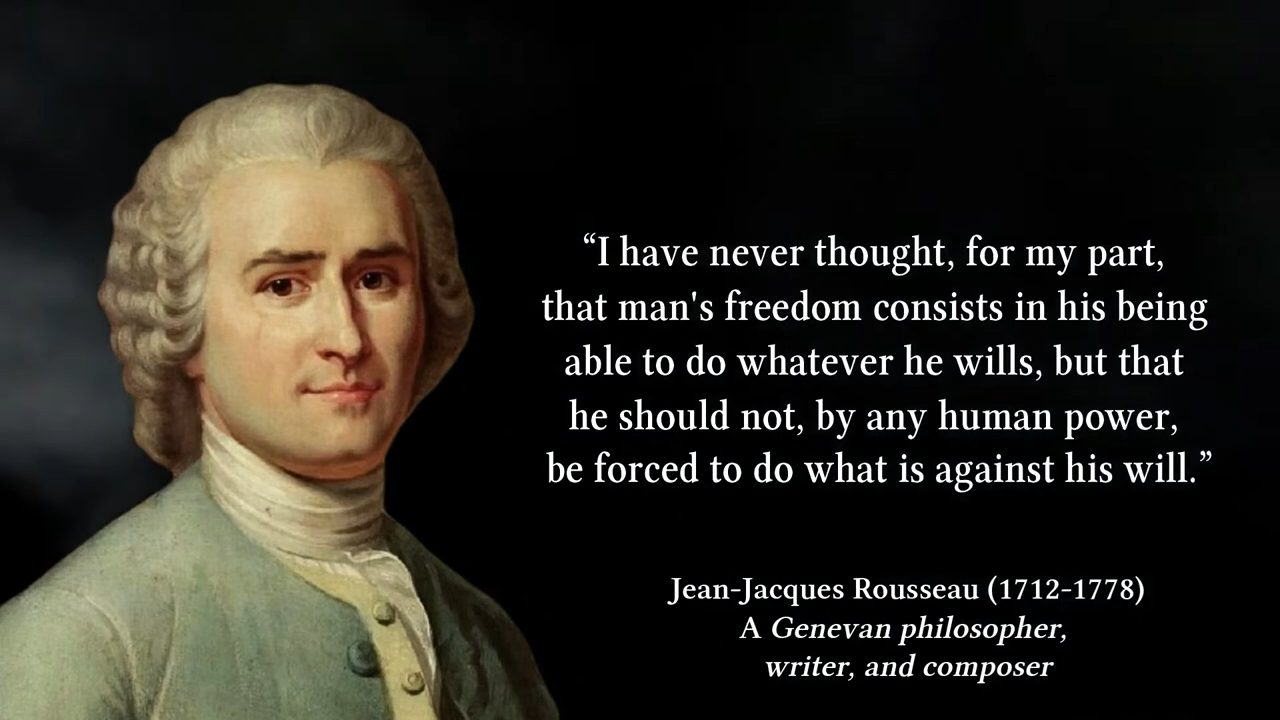 “I have never thought, for my part,
that man's freedom consists in his being
able to do whatever he wills, but that
he should not, by any human power,
be forced to do what is against his will.”
Jean-Jacques Rousseau (1712-1778)
A Genevan philosopher,
writer, and composer